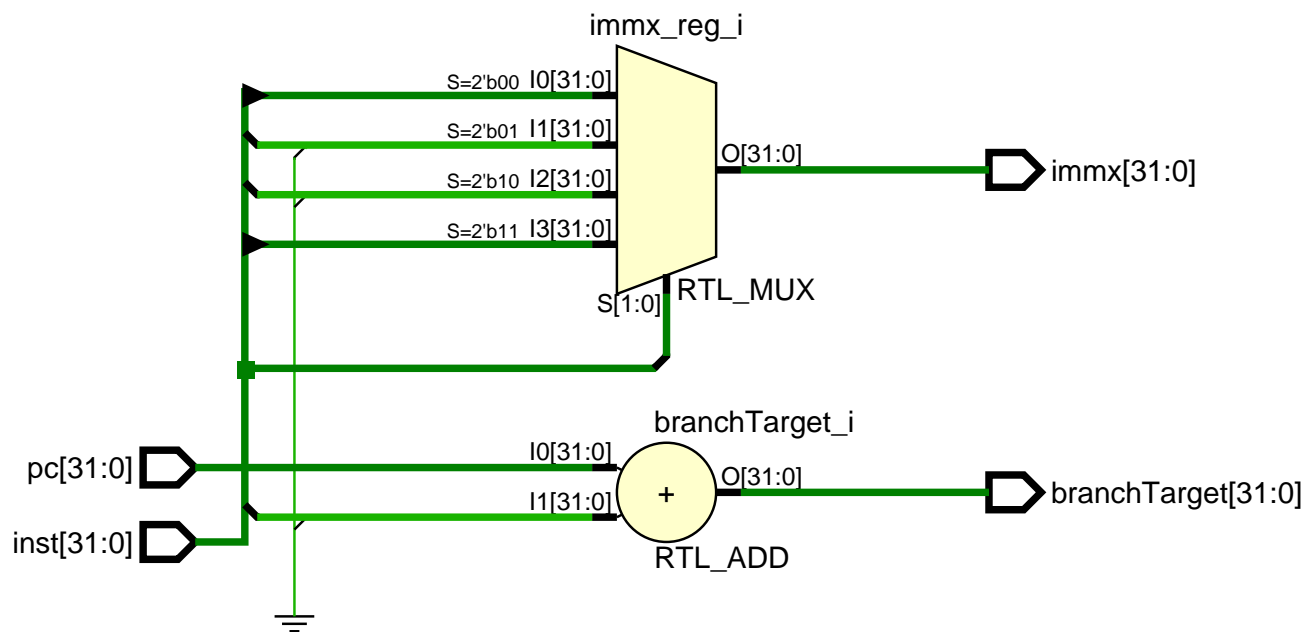 immx_reg_i
S=2'b00 I0[31:0]
S=2'b01 I1[31:0]
S=2'b10 I2[31:0]
S=2'b11 I3[31:0]
O[31:0]
immx[31:0]
S[1:0]
RTL_MUX
branchTarget_i
pc[31:0]
I0[31:0]
I1[31:0]
+
O[31:0]
branchTarget[31:0]
inst[31:0]
RTL_ADD